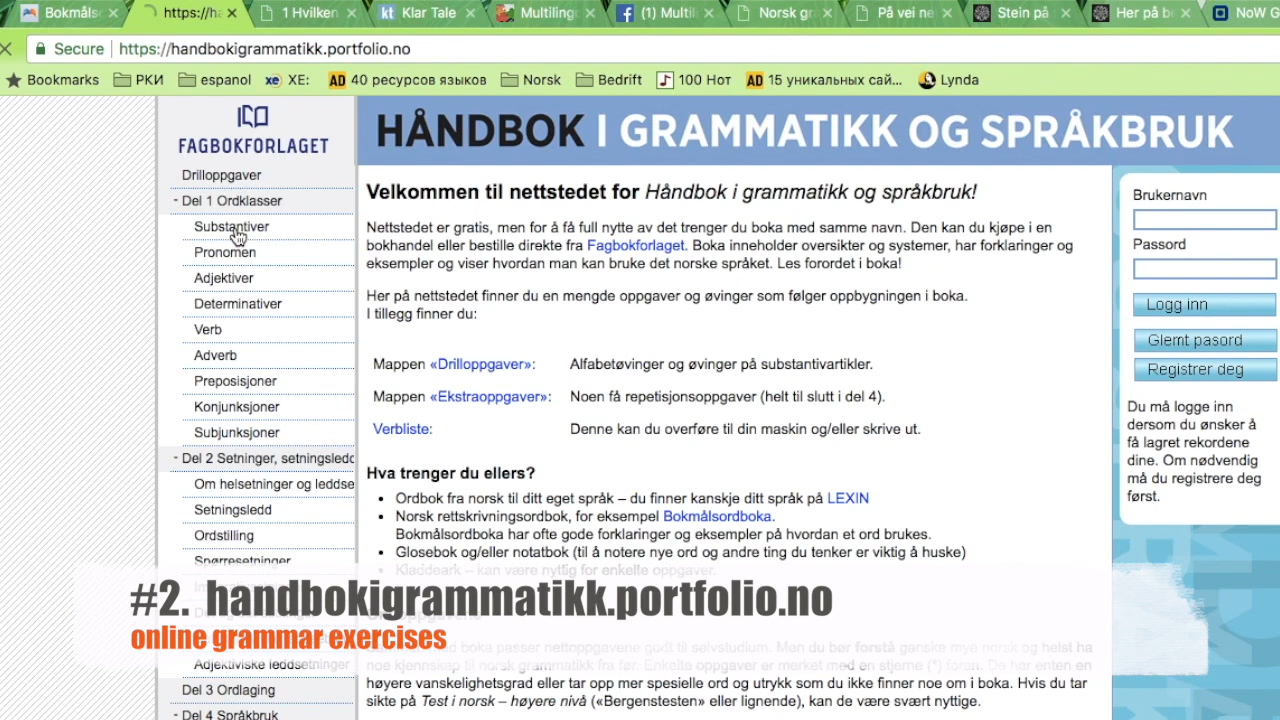 Bokmåls
https://ha
1 Hvilken
Klar Tale
Multiling
(1) Multil
Norsk gr
På vei ne
Stein på
Her på b
NoW G
Secure | https://handbokigrammatikk.portfolio.no
Bookmarks РКИ espanol XE: 40 ресурсов языков Norsk Bedrift 100 Нот 15 уникальных сай... Lynda
FAGBOKFORLAGET
HÅNDBOK I GRAMMATIKK OG SPRÅKBRUK
Drilloppgaver
- Del 1 Ordklasser
Substantiver
Pronomen
Adjektiver
Determinativer
Verb
Adverb
Preposisjoner
Konjunksjoner
Subjunksjoner
- Del 2 Setninger, setningsledd
Om helsetninger og leddse
Setningsledd
Ordstilling
Spørresetninger
Adjektiviske leddsetninger
Del 3 Ordlaging
- Del 4 Språkbruk
Velkommen til nettstedet for Håndbok i grammatikk og språkbruk!
Nettstedet er gratis, men for å få full nytte av det trenger du boka med samme navn. Den kan du kjøpe i en
bokhandel eller bestille direkte fra Fagbokforlaget. Boka inneholder oversikter og systemer, har forklaringer og
eksempler og viser hvordan man kan bruke det norske språket. Les forordet i boka!
Her på nettstedet finner du en mengde oppgaver og øvinger som følger oppbygningen i boka.
I tillegg finner du:
Mappen «Drilloppgaver»: Alfabetøvinger og øvinger på substantivartikler.
Mappen «Ekstraoppgaver»: Noen få repetisjonsoppgaver (helt til slutt i del 4).
Verbliste: Denne kan du overføre til din maskin og/eller skrive ut.
Hva trenger du ellers?
• Ordbok fra norsk til ditt eget språk – du finner kanskje ditt språk på LEXIN
• Norsk rettskrivningsordbok, for eksempel Bokmålsordboka.
Bokmålsordboka har ofte gode forklaringer og eksempler på hvordan et ord brukes.
• Glosebok og/eller notatbok (til å notere nye ord og andre ting du tenker er viktig å huske)
• Kladdeark – kan være nyttig for enkelte oppgaver.
høyere vanskelighetsgrad eller tar opp mer spesielle ord og utrykk som du ikke finner noe om i boka. Hvis du tar
sikte på Test i norsk – høyere nivå («Bergenstesten» eller lignende), kan de være svært nyttige.
Brukernavn
Passord
Logg inn
Glemt pasord
Registrer deg
Du må logge inn
dersom du ønsker å
få lagret rekordene
dine. Om nødvendig
må du registrere deg
først.
#2. handbokigrammatikk.portfolio.no
online grammar exercises